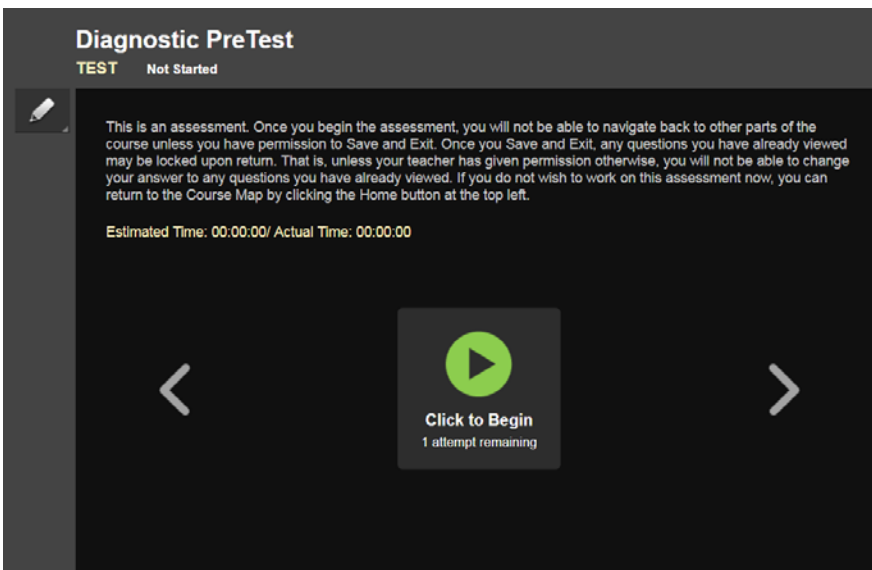 Diagnostic PreTest
TEST Not Started
This is an assessment. Once you begin the assessment, you will not be able to navigate back to other parts of the
course unless you have permission to Save and Exit. Once you Save and Exit, any questions you have already viewed
may be locked upon return. That is, unless your teacher has given permission otherwise, you will not be able to change
your answer to any questions you have already viewed. If you do not wish to work on this assessment now, you can
return to the Course Map by clicking the Home button at the top left.
Estimated Time: 00:00:00/ Actual Time: 00:00:00
Click to Begin
1 attempt remaining